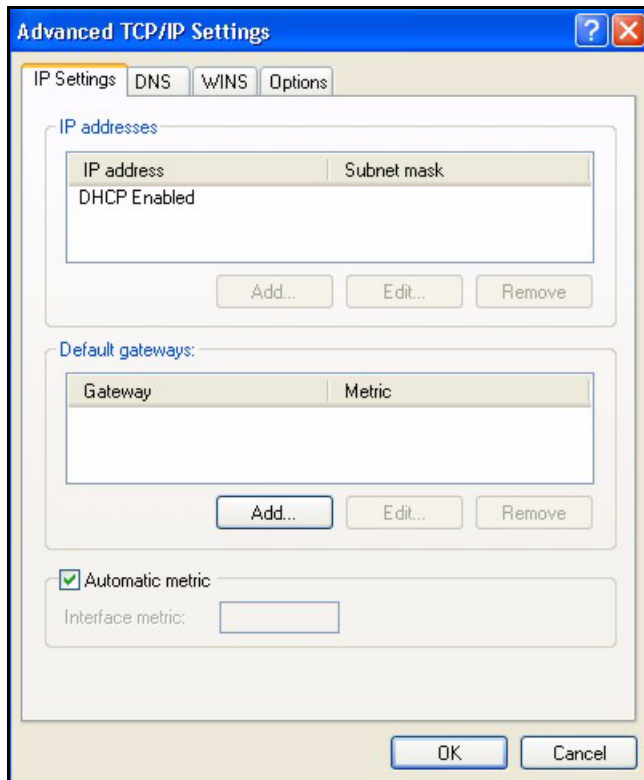 Advanced TCP/IP Settings
IP Settings DNS WINS Options
IP addresses
IP address Subnet mask
DHCP Enabled
Add... Edit... Remove
Default gateways:
Gateway Metric
Add... Edit... Remove
Automatic metric
Interface metric:
OK Cancel